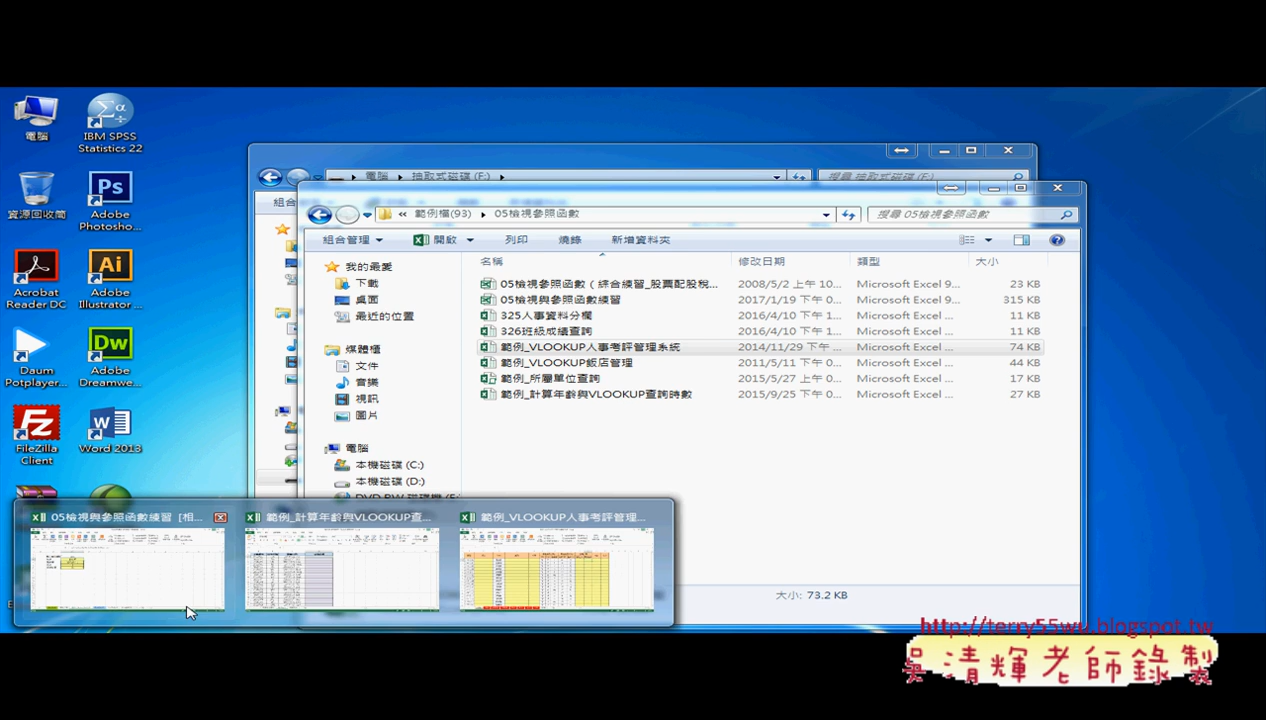 電腦
IBM SPSS
Statistics 22
資源回收筒
Adobe
Photosho...
Acrobat
Reader DC
Adobe
Illustrator ...
Daum
Potplayer...
Adobe
Dreamwe...
FileZilla
Client
Word 2013
電腦 ▸ 抽取式磁碟 (F:) ▸
搜尋 抽取式磁碟 (F:)
« 範例檔(93) ▸ 05檢視參照函數
搜尋 05檢視參照函數
組合管理 開啟 列印 燒錄 新增資料夾
我的最愛
下載
桌面
最近的位置
媒體櫃
文件
音樂
視訊
圖片
電腦
本機磁碟 (C:)
本機磁碟 (D:)
名稱 修改日期 類型 大小
05檢視參照函數（綜合練習_股票配股稅... 2008/5/2 上午 10... Microsoft Excel 9... 23 KB
05檢視與參照函數練習 2017/1/19 下午 0... Microsoft Excel 9... 315 KB
325人事資料分欄 2016/4/10 下午 1... Microsoft Excel ... 11 KB
326班級成績查詢 2016/4/10 下午 1... Microsoft Excel ... 11 KB
範例_VLOOKUP人事考評管理系統 2014/11/29 下午 ... Microsoft Excel ... 74 KB
範例_VLOOKUP飯店管理 2011/5/11 下午 0... Microsoft Excel ... 44 KB
範例_所屬單位查詢 2015/5/27 上午 0... Microsoft Excel ... 17 KB
範例_計算年齡與VLOOKUP查詢時數 2015/9/25 下午 0... Microsoft Excel ... 27 KB
大小: 73.2 KB
05檢視與參照函數練習 [相...
範例_計算年齡與VLOOKUP查...
範例_VLOOKUP人事考評管理...
http://terry55wu.blogspot.tw
吳清輝老師錄製